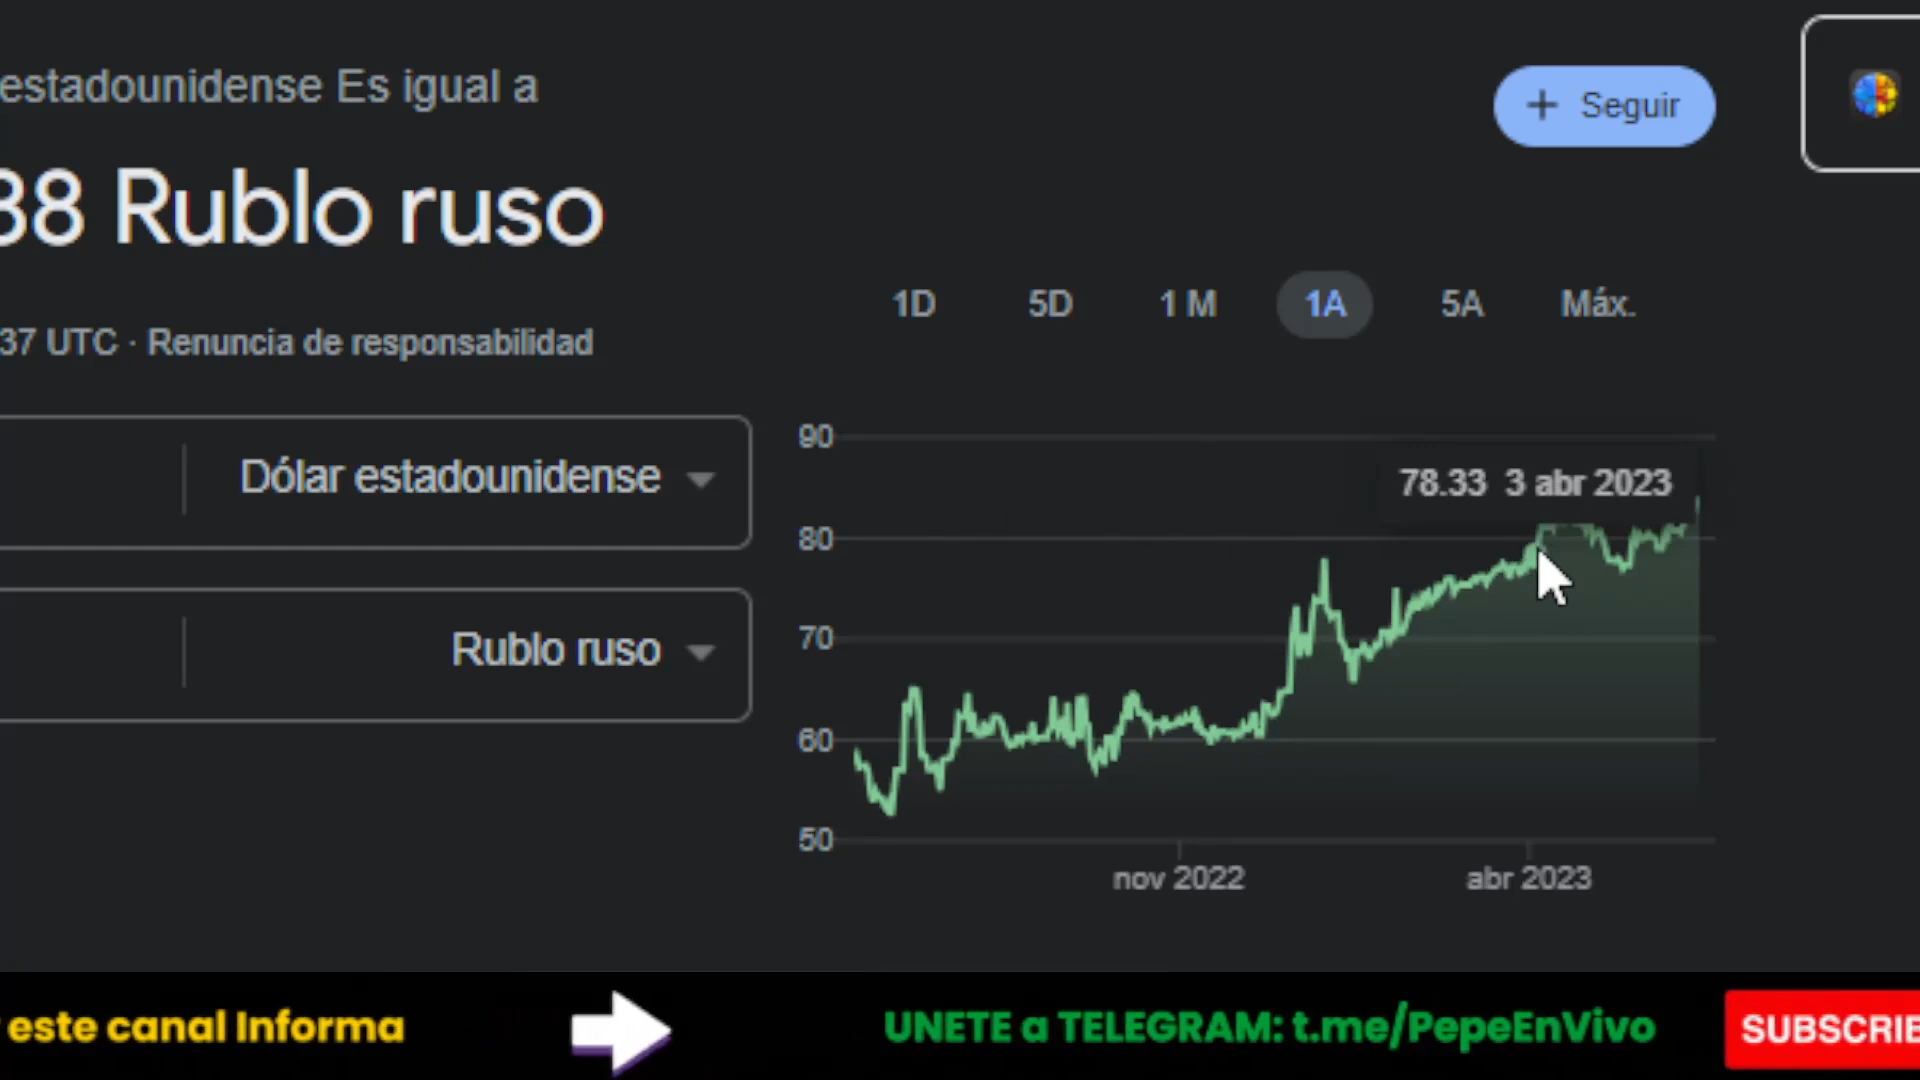 estadounidense Es igual a
+ Seguir
38 Rublo ruso
1D 5D 1 M 1A 5A Máx.
37 UTC · Renuncia de responsabilidad
Dólar estadounidense
Rublo ruso
90
78.33 3 abr 2023
80
70
60
50
nov 2022 abr 2023
este canal Informa
UNETE a TELEGRAM: t.me/PepeEnVivo
SUBSCRIB